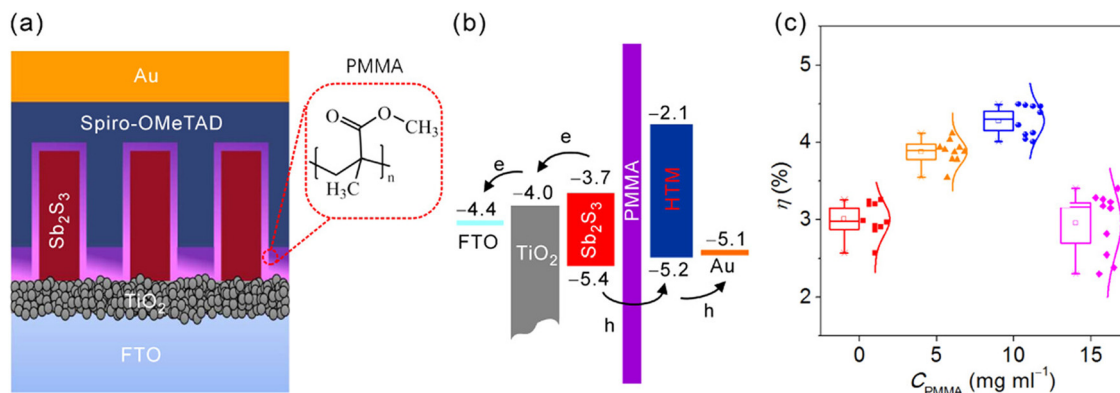 (a)
Au
Spiro-OMeTAD
Sb₂S₃
TiO₂
FTO
PMMA
O
O
CH₃
H₃C
n
(b)
e
e
−4.4
FTO
−4.0
TiO₂
−3.7
Sb₂S₃
−5.4
h
PMMA
−2.1
HTM
−5.2
h
−5.1
Au
(c)
η (%)
5
4
3
2
0 5 10 15
C_PMMA (mg ml⁻¹)